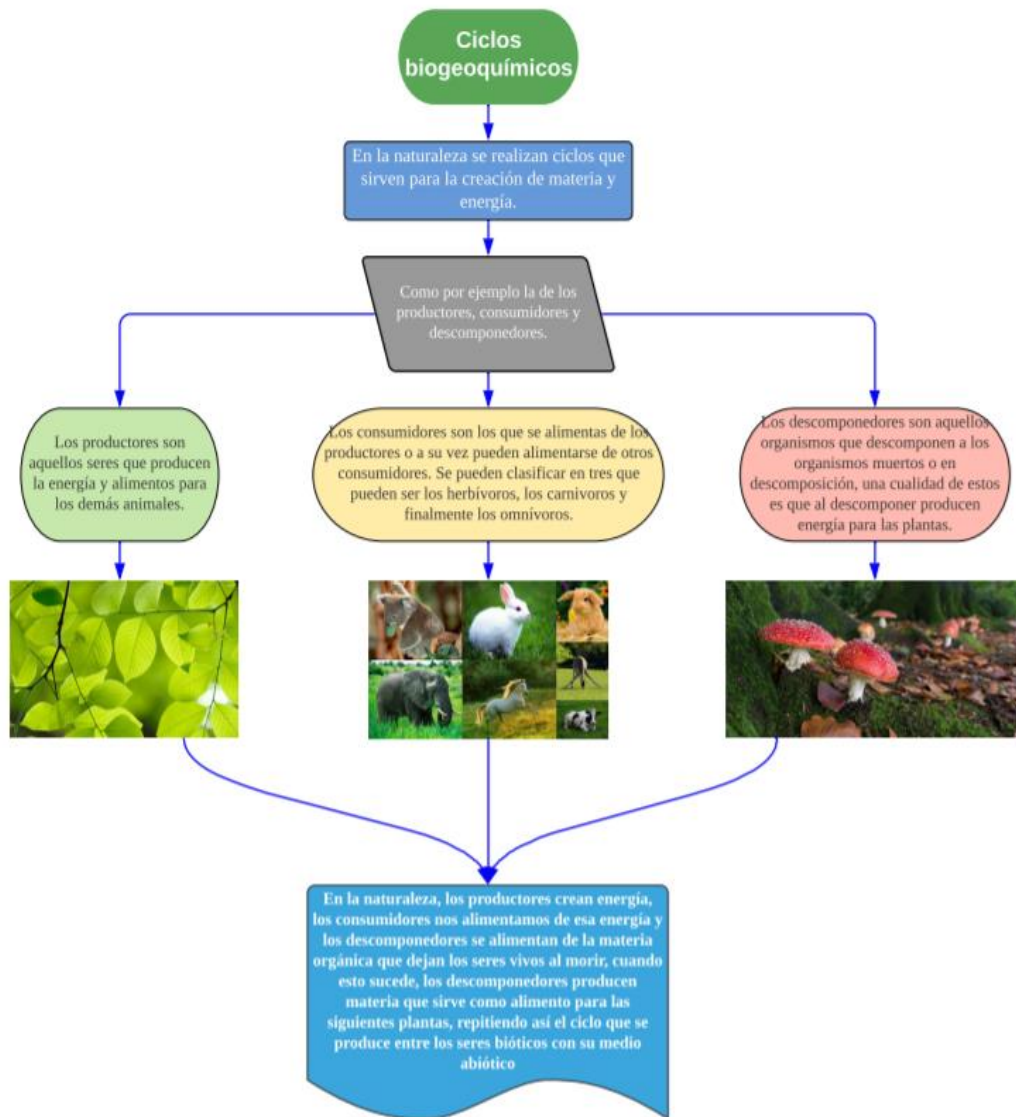 Ciclos
biogeoquímicos
En la naturaleza se realizan ciclos que
sirven para la creación de materia y
energía.
Como por ejemplo la de los
productores, consumidores y
descomponedores.
Los productores son
aquellos seres que producen
la energía y alimentos para
los demás animales.
Los consumidores son los que se alimentas de los
productores o a su vez pueden alimentarse de otros
consumidores. Se pueden clasificar en tres que
pueden ser los herbívoros, los carnivoros y
finalmente los omnívoros.
Los descomponedores son aquellos
organismos que descomponen a los
organismos muertos o en
descomposición, una cualidad de estos
es que al descomponer producen
energía para las plantas.
En la naturaleza, los productores crean energía,
los consumidores nos alimentamos de esa energía y
los descomponedores se alimentan de la materia
orgánica que dejan los seres vivos al morir, cuando
esto sucede, los descomponedores producen
materia que sirve como alimento para las
siguientes plantas, repitiendo así el ciclo que se
produce entre los seres bióticos con su medio
abiótico